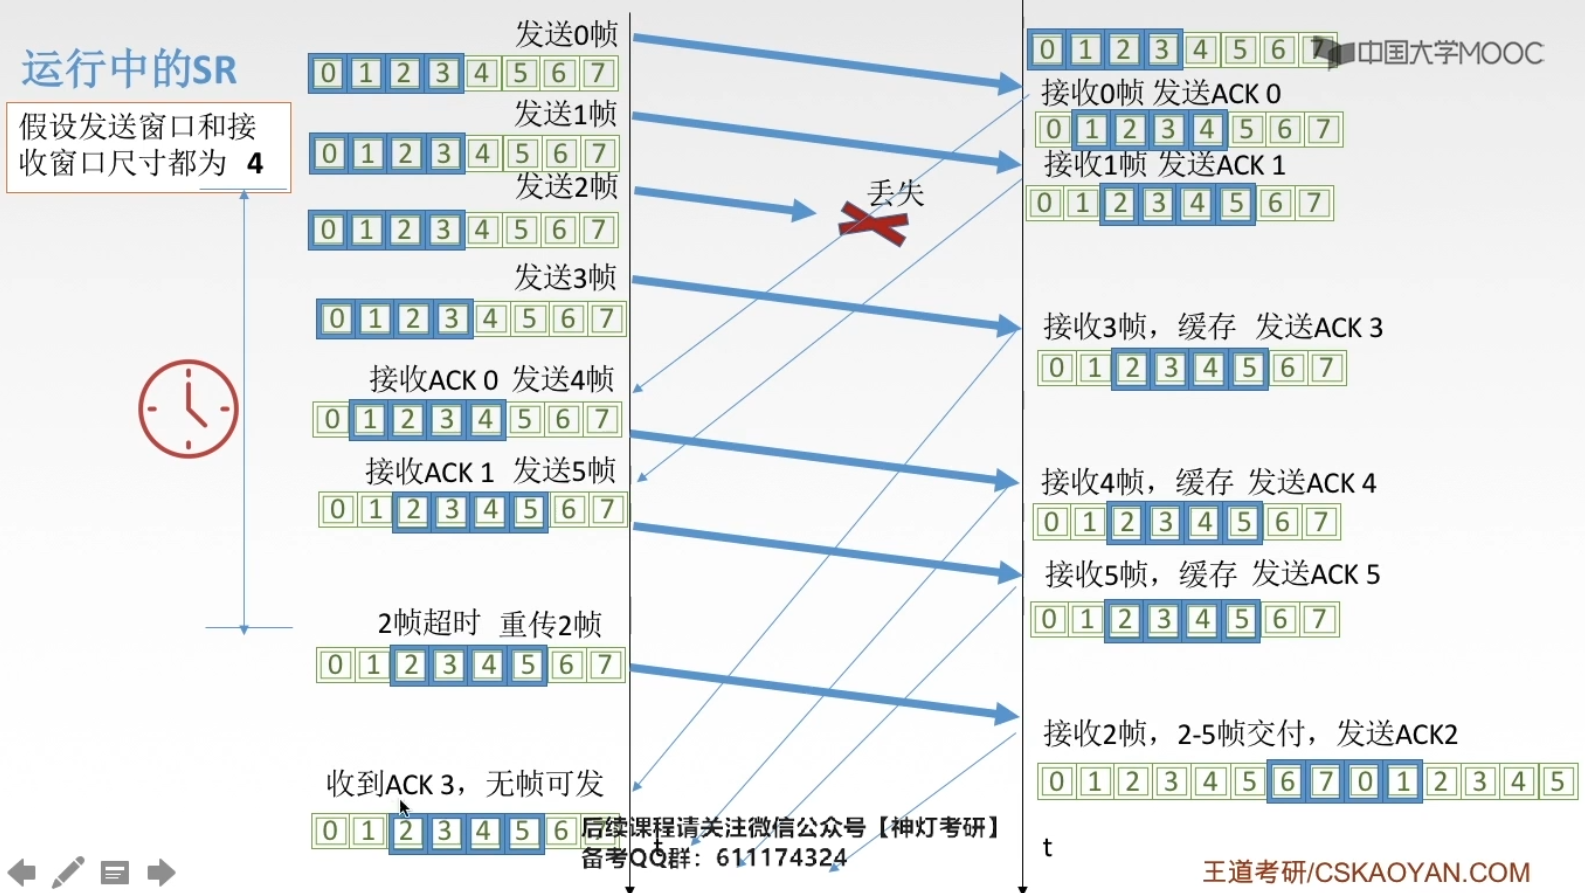 运行中的SR
假设发送窗口和接
收窗口尺寸都为 4
发送0帧
0 1 2 3 4 5 6 7
发送1帧
0 1 2 3 4 5 6 7
发送2帧
0 1 2 3 4 5 6 7
发送3帧
0 1 2 3 4 5 6 7
接收ACK 0 发送4帧
0 1 2 3 4 5 6 7
接收ACK 1 发送5帧
0 1 2 3 4 5 6 7
2帧超时 重传2帧
0 1 2 3 4 5 6 7
收到ACK 3，无帧可发
0 1 2 3 4 5 6
丢失
0 1 2 3 4 5 6 7
中国大学MOOC
接收0帧 发送ACK 0
0 1 2 3 4 5 6 7
接收1帧 发送ACK 1
0 1 2 3 4 5 6 7
接收3帧，缓存 发送ACK 3
0 1 2 3 4 5 6 7
接收4帧，缓存 发送ACK 4
0 1 2 3 4 5 6 7
接收5帧，缓存 发送ACK 5
0 1 2 3 4 5 6 7
接收2帧，2-5帧交付，发送ACK2
0 1 2 3 4 5 6 7 0 1 2 3 4 5
t
t
后续课程请关注微信公众号【神灯考研】
备考QQ群：611174324
王道考研/CSKAOYAN.COM